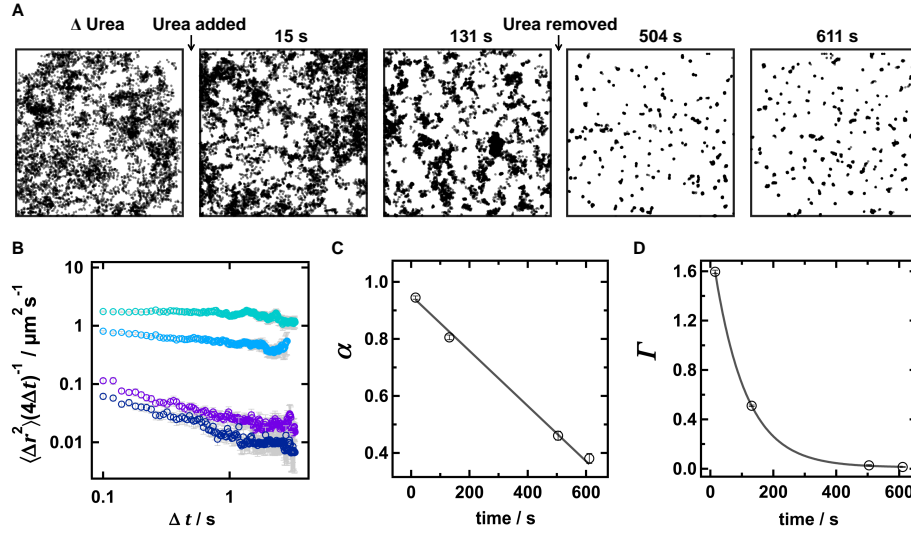 A
Δ Urea
Urea added
Urea removed
15 s
131 s
504 s
611 s
B
10
1
0.1
0.01
⟨Δr²⟩(4Δt)⁻¹ / μm² s⁻¹
0.1
1
Δ t / s
C
1.0
0.8
0.6
0.4
α
0
200
400
600
time / s
D
1.6
1.2
0.8
0.4
0.0
Γ
0
200
400
600
time / s